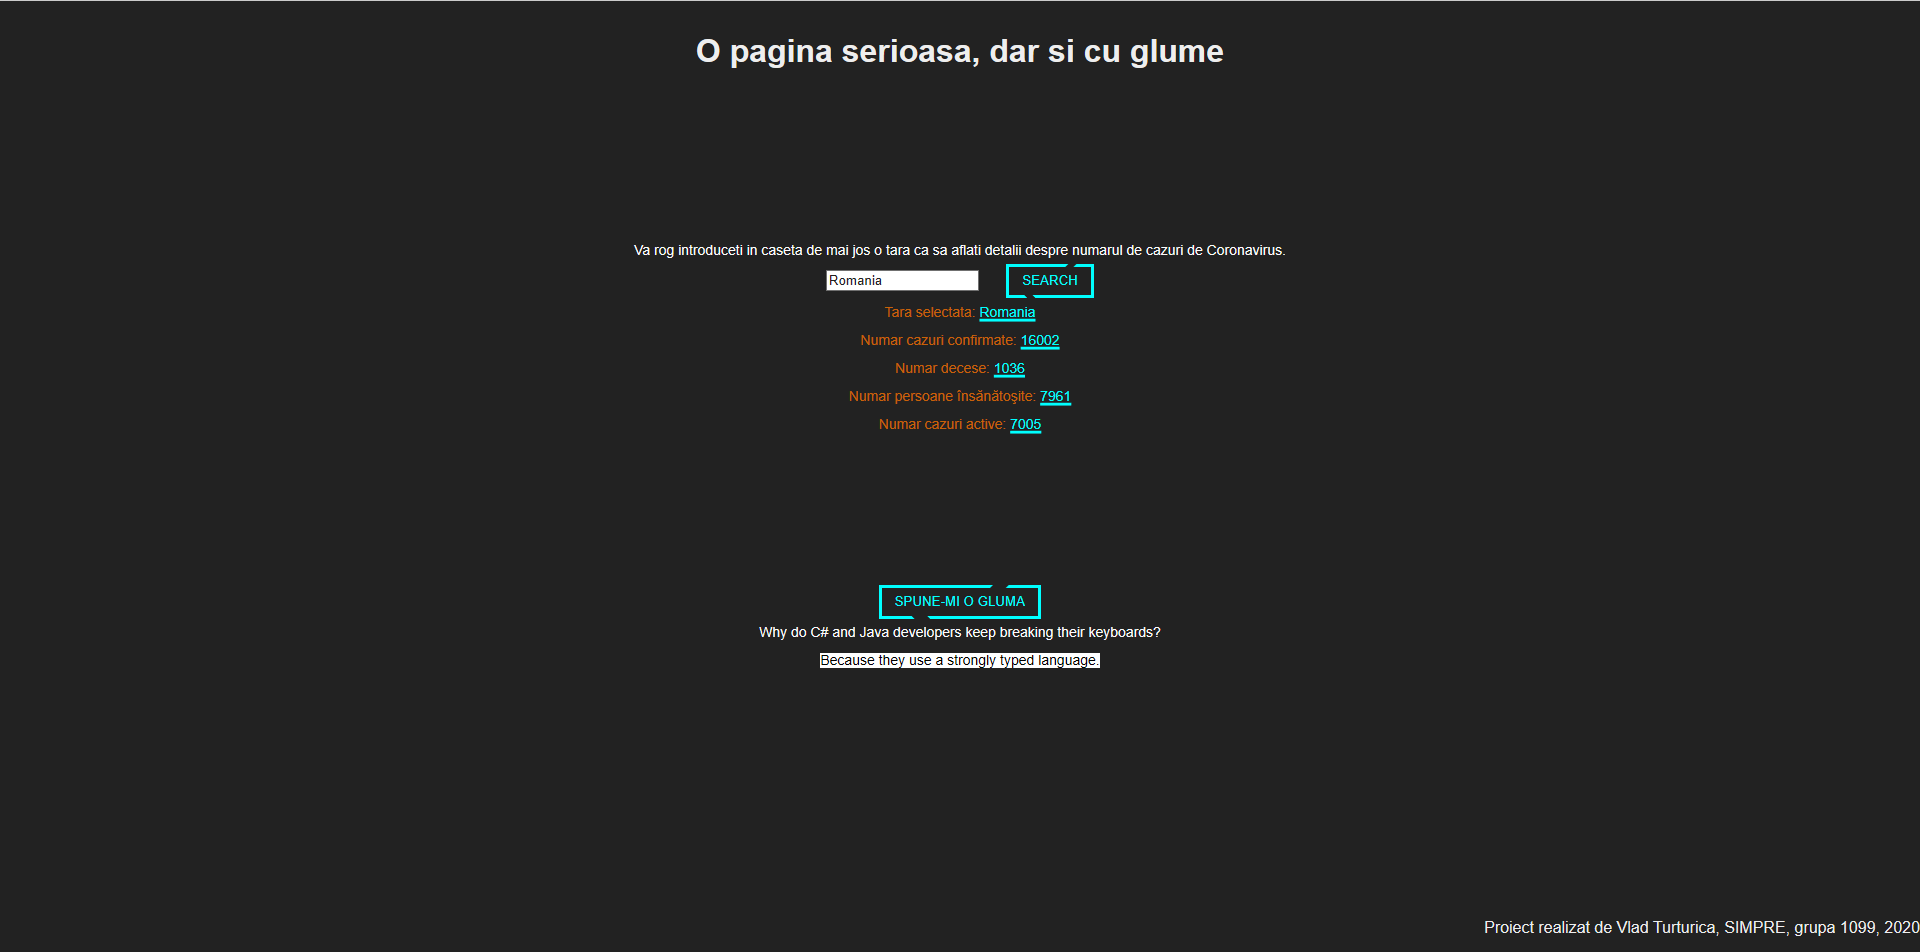 O pagina serioasa, dar si cu glume
Va rog introduceti in caseta de mai jos o tara ca sa aflati detalii despre numarul de cazuri de Coronavirus.
Romania SEARCH
Tara selectata: Romania
Numar cazuri confirmate: 16002
Numar decese: 1036
Numar persoane însănătoşite: 7961
Numar cazuri active: 7005
SPUNE-MI O GLUMA
Why do C# and Java developers keep breaking their keyboards?
Because they use a strongly typed language.
Proiect realizat de Vlad Turturica, SIMPRE, grupa 1099, 2020